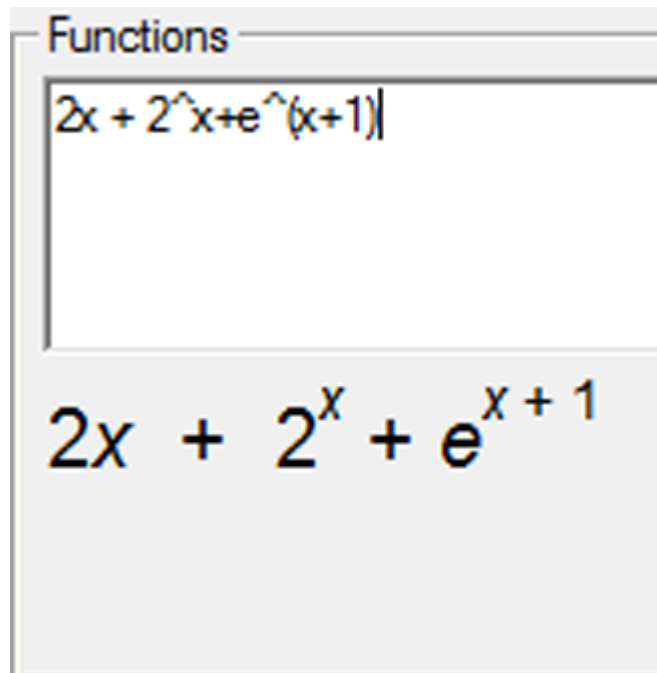 Functions
2x + 2^x+e^(x+1)
2x + 2ˣ + eˣ ⁺ ¹